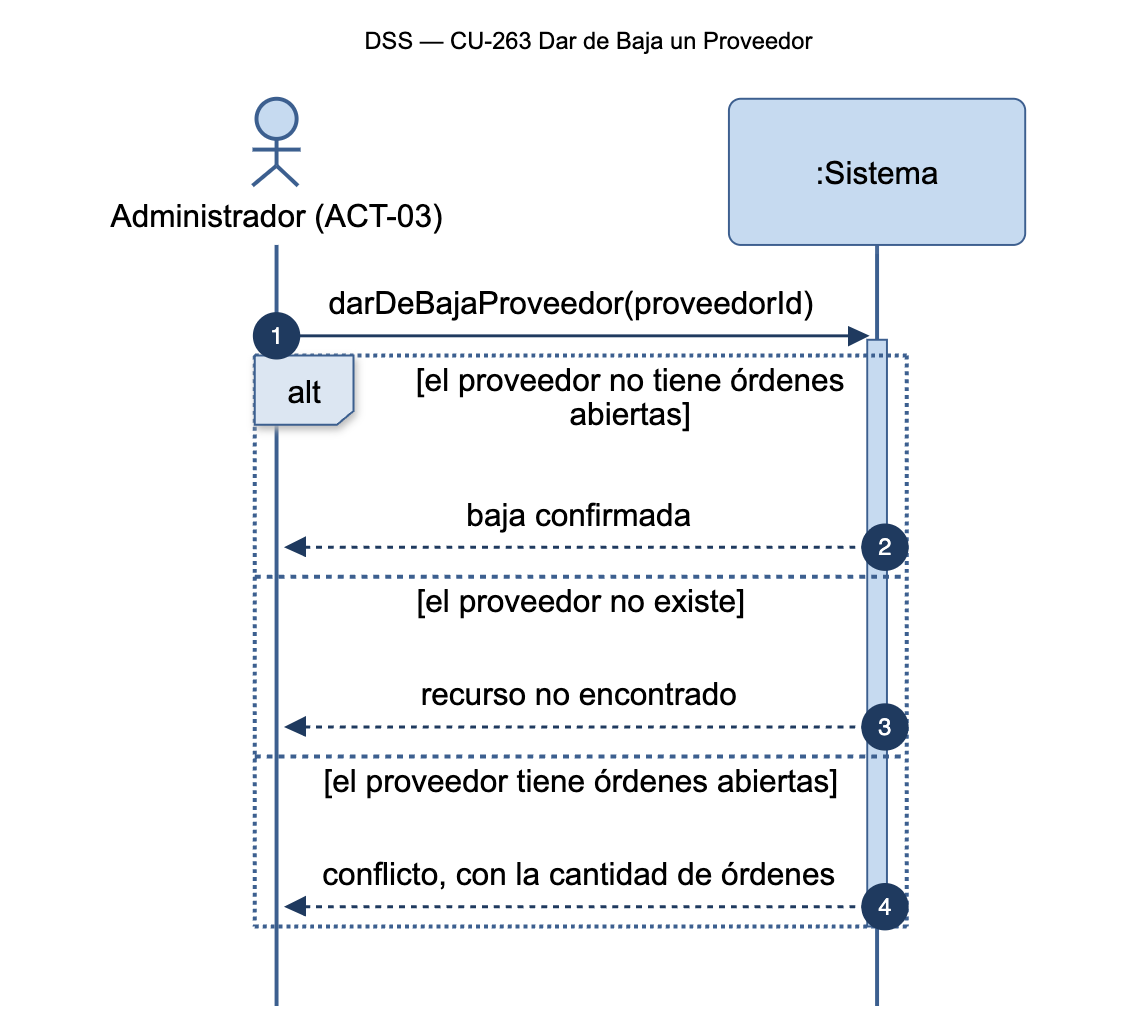 DSS — CU-263 Dar de Baja un Proveedor
Administrador (ACT-03)
:Sistema
darDeBajaProveedor(proveedorId)
1
alt
[el proveedor no tiene órdenes
abiertas]
baja confirmada
2
[el proveedor no existe]
recurso no encontrado
3
[el proveedor tiene órdenes abiertas]
conflicto, con la cantidad de órdenes
4